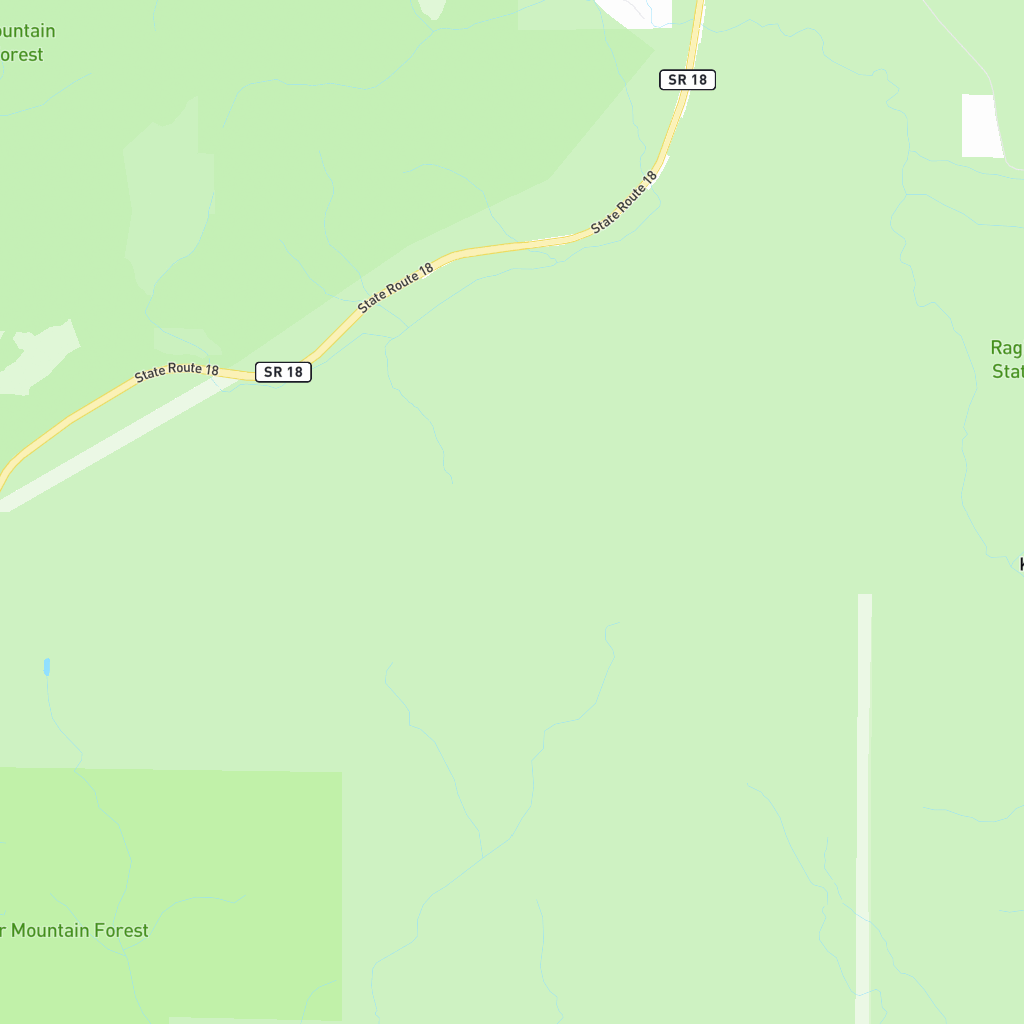 ountain
orest
SR 18
State Route 18
State Route 18
Rag
Stat
State Route 18
SR 18
r Mountain Forest